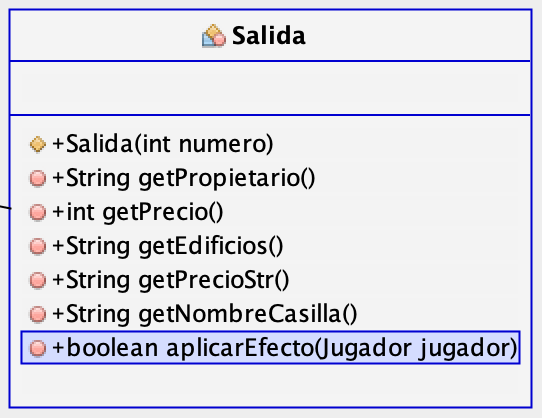 Salida
+Salida(int numero)
+String getPropietario()
+int getPrecio()
+String getEdificios()
+String getPrecioStr()
+String getNombreCasilla()
+boolean aplicarEfecto(Jugador jugador)